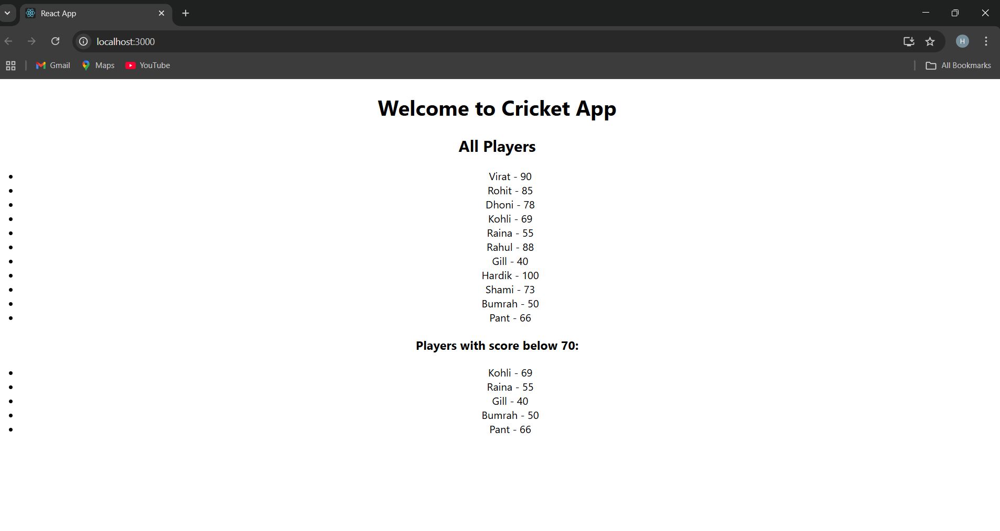 React App
localhost:3000
H
Gmail Maps YouTube All Bookmarks
Welcome to Cricket App
All Players
Virat - 90
Rohit - 85
Dhoni - 78
Kohli - 69
Raina - 55
Rahul - 88
Gill - 40
Hardik - 100
Shami - 73
Bumrah - 50
Pant - 66
Players with score below 70:
Kohli - 69
Raina - 55
Gill - 40
Bumrah - 50
Pant - 66